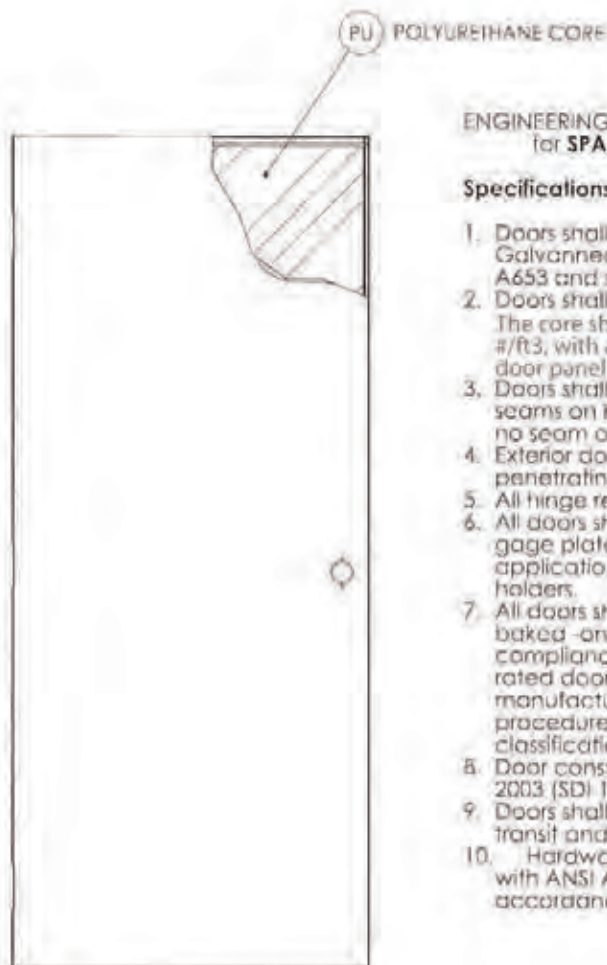 PU POLYURETHANE CORE
ENGINEERING
for SPA
Specifications
1. Doors shall
Galvannea
A653 and
2. Doors shall
The core sh
#/ft3, with
door panel
3. Doors shall
seams on
no seam o
4. Exterior do
penetratin
5. All hinge re
6. All doors sh
gage plate
applicatio
holders.
7. All doors sh
baked -on
complianc
rated door
manufactu
procedure
classificatio
8. Door const
2003 (SDI 1
9. Doors shall
transit and
10. Hardwa
with ANSI A
accordanc